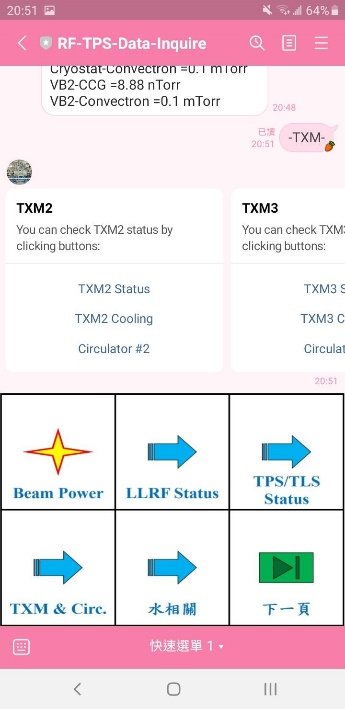 20:51
64%
RF-TPS-Data-Inquire
Cryostat-Convectron =0.1 mTorr
VB2-CCG =8.88 nTorr
VB2-Convectron =0.1 mTorr
20:48
已讀
20:51
-TXM-
TXM2
You can check TXM2 status by
clicking buttons:
TXM2 Status
TXM2 Cooling
Circulator #2
TXM3
You can check TXM3
clicking buttons:
TXM3 S
TXM3 C
Circulat
20:51
Beam Power
LLRF Status
TPS/TLS
Status
TXM & Circ.
水相關
下一頁
快速選單 1